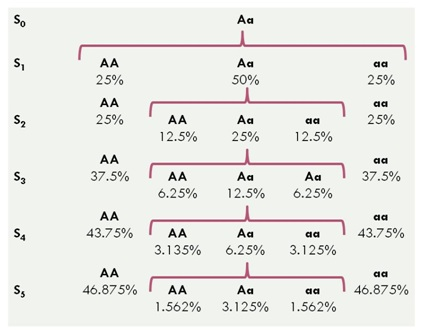 S₀ Aa
S₁ AA Aa aa
25% 50% 25%
AA aa
S₂ 25% AA Aa aa 25%
12.5% 25% 12.5%
AA aa
S₃ 37.5% AA Aa Aa 37.5%
6.25% 12.5% 6.25%
AA aa
S₄ 43.75% AA Aa aa 43.75%
3.135% 6.25% 3.125%
AA aa
S₅ 46.875% AA Aa aa 46.875%
1.562% 3.125% 1.562%